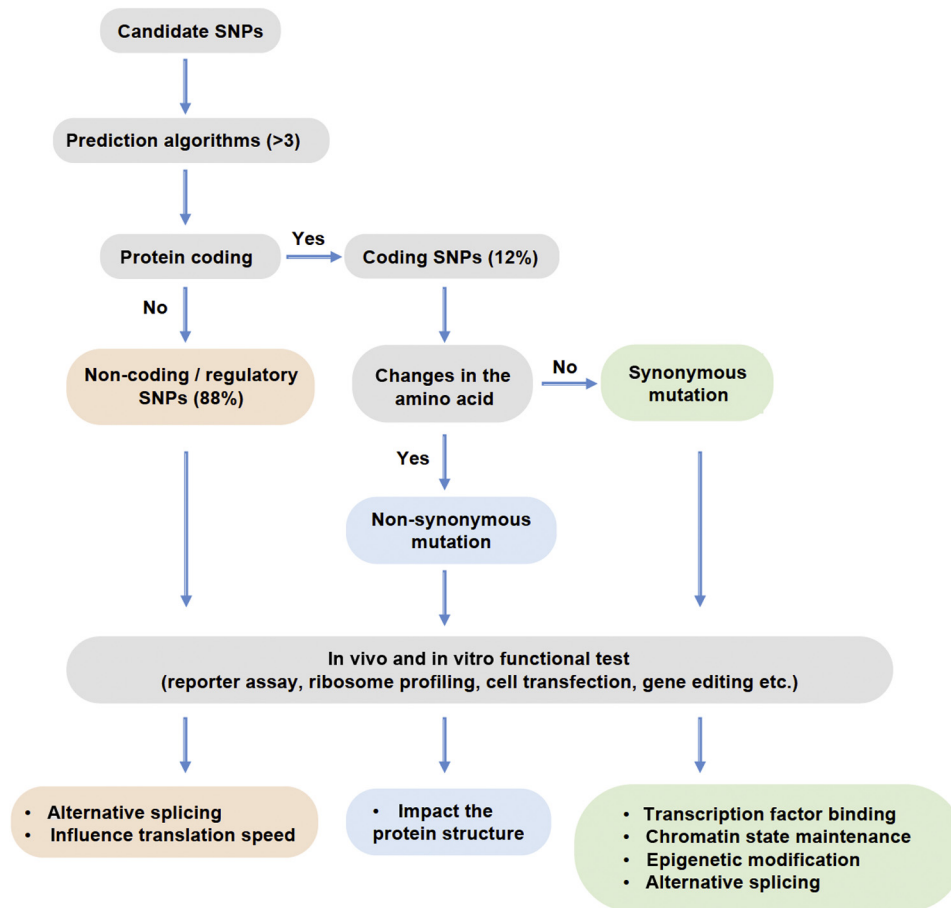 Candidate SNPs
Prediction algorithms (>3)
Protein coding
Yes
Coding SNPs (12%)
No
Non-coding / regulatory
SNPs (88%)
Changes in the
amino acid
No
Synonymous
mutation
Yes
Non-synonymous
mutation
In vivo and in vitro functional test
(reporter assay, ribosome profiling, cell transfection, gene editing etc.)
• Alternative splicing
• Influence translation speed
• Impact the
protein structure
• Transcription factor binding
• Chromatin state maintenance
• Epigenetic modification
• Alternative splicing